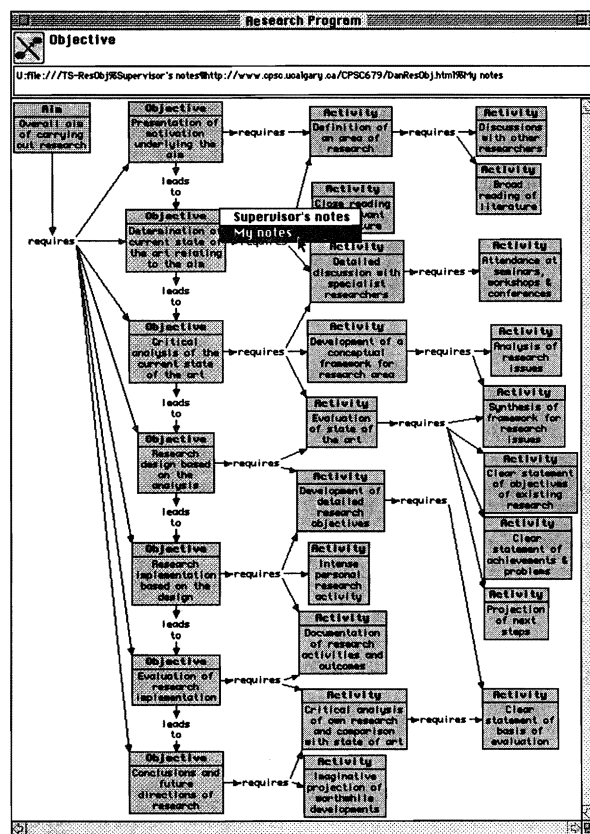 Research Program
Objective
U:file:///TS-ResObj%Supervisor's notes%http://www.cpsc.ucalgary.ca/CPSC679/DanResObj.html%My notes
Aim
Overall aim
of carrying
out research
requires
Objective
Presentation of
motivation
underlying the
aim
requires
Activity
Definition of
an area of
research
requires
Activity
Discussions
with other
researchers
Activity
Broad
reading of
literature
leads
to
Activity
Close reading
Supervisor's notes
My notes
Objective
Determination of
current state of
the art relating
to the aim
requires
Activity
Detailed
discussion with
specialist
researchers
requires
Activity
Attendance at
seminars,
workshops &
conferences
leads
to
Objective
Critical
analysis of the
current state
of the art
requires
Activity
Development of a
conceptual
framework for
research area
requires
Activity
Analysis of
research
issues
Activity
Synthesis of
framework for
research
issues
leads
to
Activity
Evaluation
of state of
the art
requires
Activity
Clear statement
of objectives
of existing
research
Activity
Clear
statement of
achievements &
problems
Activity
Projection
of next
steps
Objective
Research
design based
on the
analysis
requires
Activity
Development of
detailed
research
objectives
requires
leads
to
Objective
Research
implementation
based on the
design
requires
Activity
Intense
personal
research
activity
Activity
Documentation
of research
activities and
outcomes
leads
to
Objective
Evaluation of
research
implementation
requires
Activity
Critical analysis
of own research
and comparison
with state of art
requires
Activity
Clear
statement of
basis of
evaluation
leads
to
Objective
Conclusions and
future
directions of
research
requires
Activity
Imaginative
projection of
worthwhile
developments